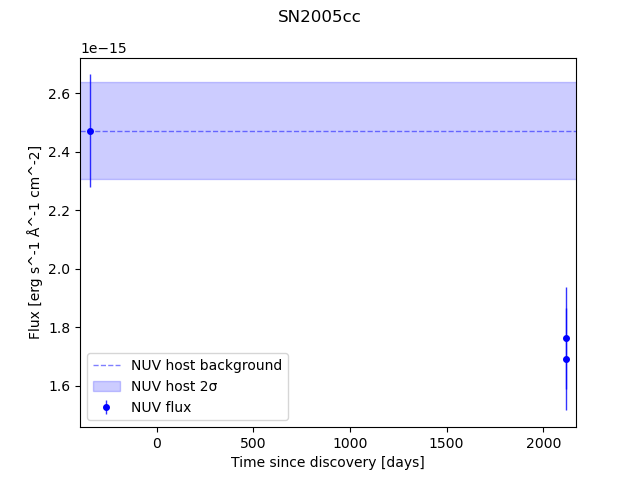 SN2005cc
1e−15
2.6
2.4
2.2
2.0
1.8
1.6
Flux [erg s^-1 Å^-1 cm^-2]
NUV host background
NUV host 2σ
NUV flux
0
500
1000
1500
2000
Time since discovery [days]